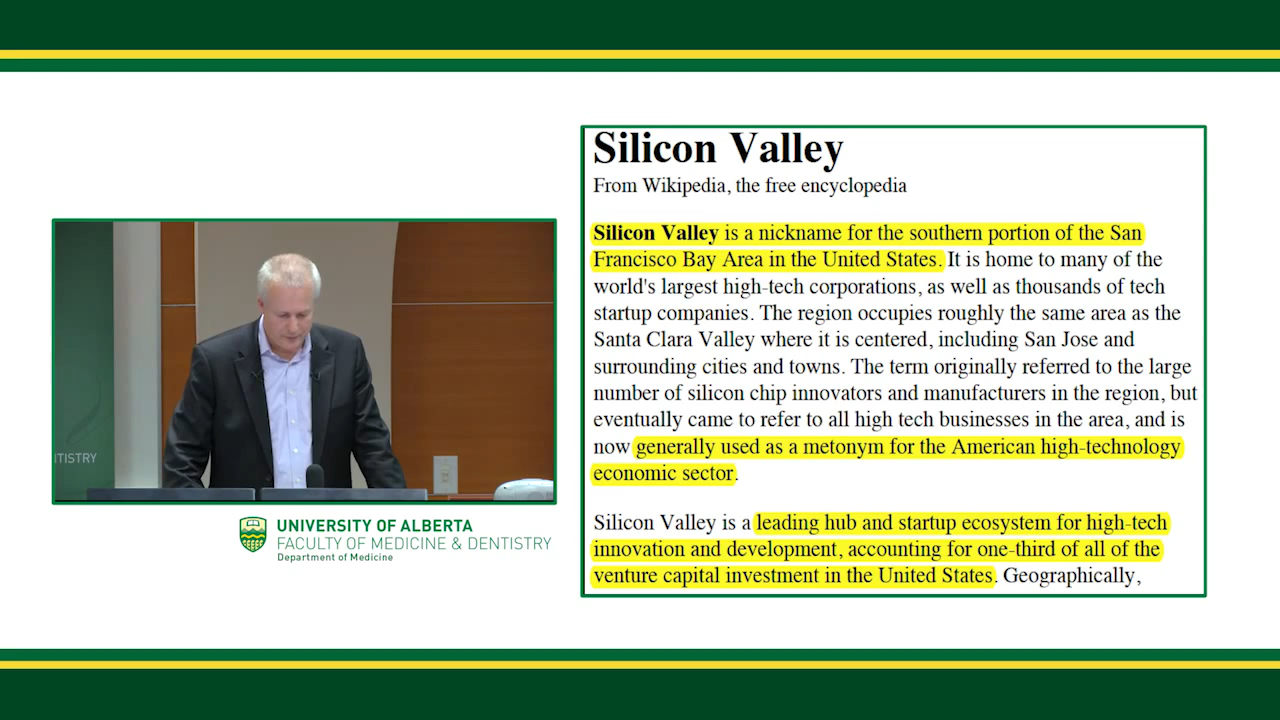 Silicon Valley
From Wikipedia, the free encyclopedia
Silicon Valley is a nickname for the southern portion of the San
Francisco Bay Area in the United States. It is home to many of the
world's largest high-tech corporations, as well as thousands of tech
startup companies. The region occupies roughly the same area as the
Santa Clara Valley where it is centered, including San Jose and
surrounding cities and towns. The term originally referred to the large
number of silicon chip innovators and manufacturers in the region, but
eventually came to refer to all high tech businesses in the area, and is
now generally used as a metonym for the American high-technology
economic sector.
Silicon Valley is a leading hub and startup ecosystem for high-tech
innovation and development, accounting for one-third of all of the
venture capital investment in the United States. Geographically,
TISTRY
UNIVERSITY OF ALBERTA
FACULTY OF MEDICINE & DENTISTRY
Department of Medicine